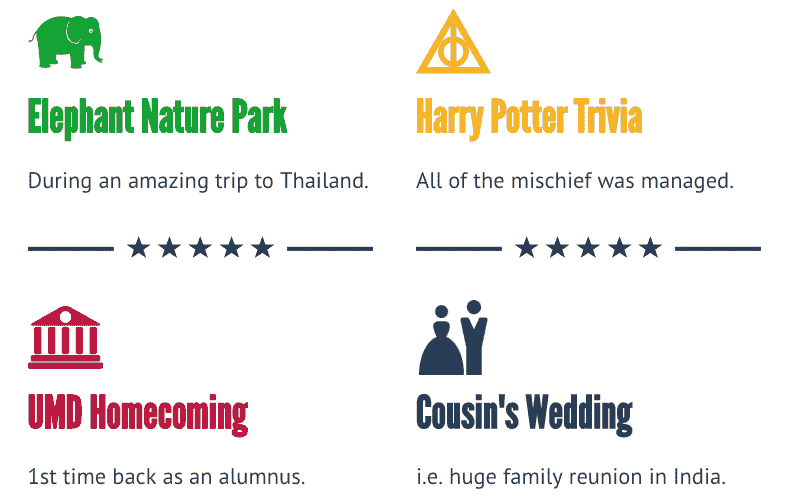 Elephant Nature Park
During an amazing trip to Thailand.
Harry Potter Trivia
All of the mischief was managed.
UMD Homecoming
1st time back as an alumnus.
Cousin's Wedding
i.e. huge family reunion in India.